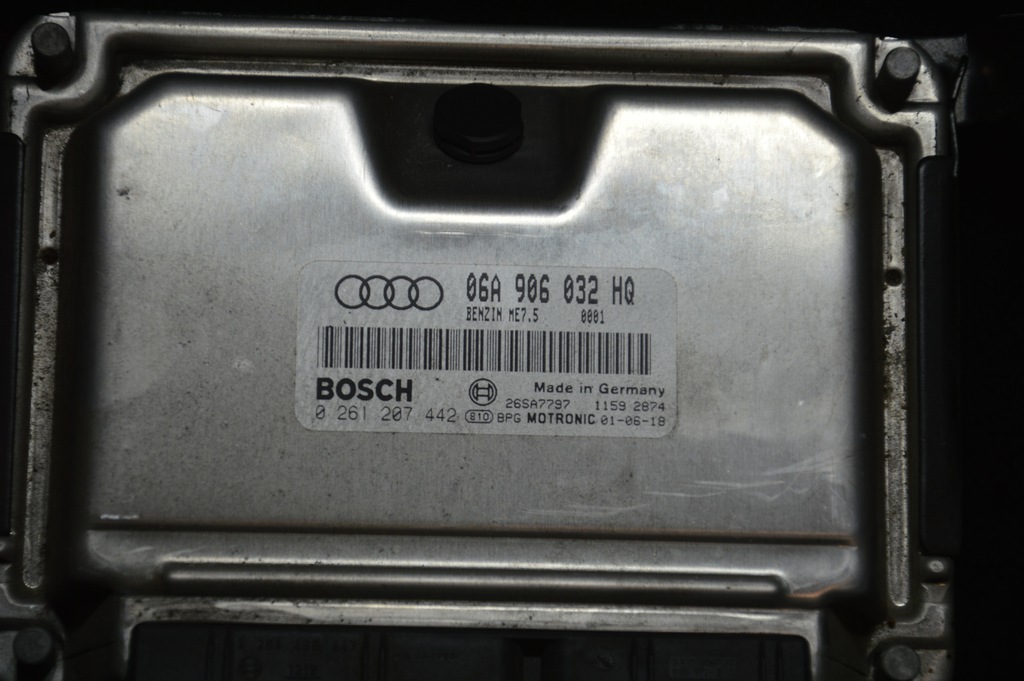 06A 906 032 HQ
BENZIN ME7.5 0001
BOSCH
Made in Germany
26SA7797 1159 2874
0 261 207 442 810 BPG MOTRONIC 01-06-18